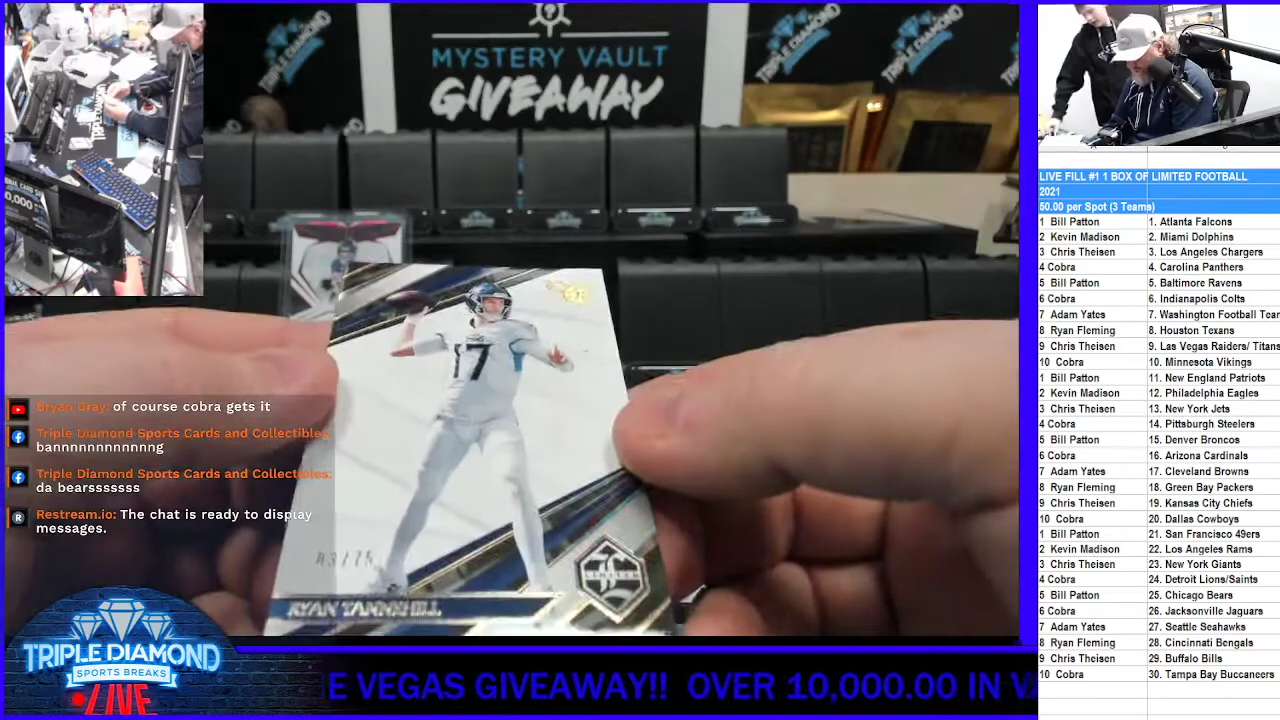 MYSTERY VAULT
GIVEAWAY
TRIPLE DIAMOND
TRIPLE DIAMOND
TRIPLE DIAMOND
17
03/75
LIMITED
RYAN TANNEHILL
Bryan Gray: of course cobra gets it
Triple Diamond Sports Cards and Collectibles:
bannnnnnnnnnng
Triple Diamond Sports Cards and Collectibles:
da bearsssssss
Restream.io: The chat is ready to display
messages.
TRIPLE DIAMOND
SPORTS BREAKS
LIVE
E VEGAS GIVEAWAY!!
10,000.0
LIVE FILL #1 1 BOX OF LIMITED FOOTBALL
2021
50.00 per Spot (3 Teams)
1 Bill Patton 1. Atlanta Falcons
2 Kevin Madison 2. Miami Dolphins
3 Chris Theisen 3. Los Angeles Chargers
4 Cobra 4. Carolina Panthers
5 Bill Patton 5. Baltimore Ravens
6 Cobra 6. Indianapolis Colts
7 Adam Yates 7. Washington Football Tear
8 Ryan Fleming 8. Houston Texans
9 Chris Theisen 9. Las Vegas Raiders/ Titans
10 Cobra 10. Minnesota Vikings
1 Bill Patton 11. New England Patriots
2 Kevin Madison 12. Philadelphia Eagles
3 Chris Theisen 13. New York Jets
4 Cobra 14. Pittsburgh Steelers
5 Bill Patton 15. Denver Broncos
6 Cobra 16. Arizona Cardinals
7 Adam Yates 17. Cleveland Browns
8 Ryan Fleming 18. Green Bay Packers
9 Chris Theisen 19. Kansas City Chiefs
10 Cobra 20. Dallas Cowboys
1 Bill Patton 21. San Francisco 49ers
2 Kevin Madison 22. Los Angeles Rams
3 Chris Theisen 23. New York Giants
4 Cobra 24. Detroit Lions/Saints
5 Bill Patton 25. Chicago Bears
6 Cobra 26. Jacksonville Jaguars
7 Adam Yates 27. Seattle Seahawks
8 Ryan Fleming 28. Cincinnati Bengals
9 Chris Theisen 29. Buffalo Bills
10 Cobra 30. Tampa Bay Buccaneers